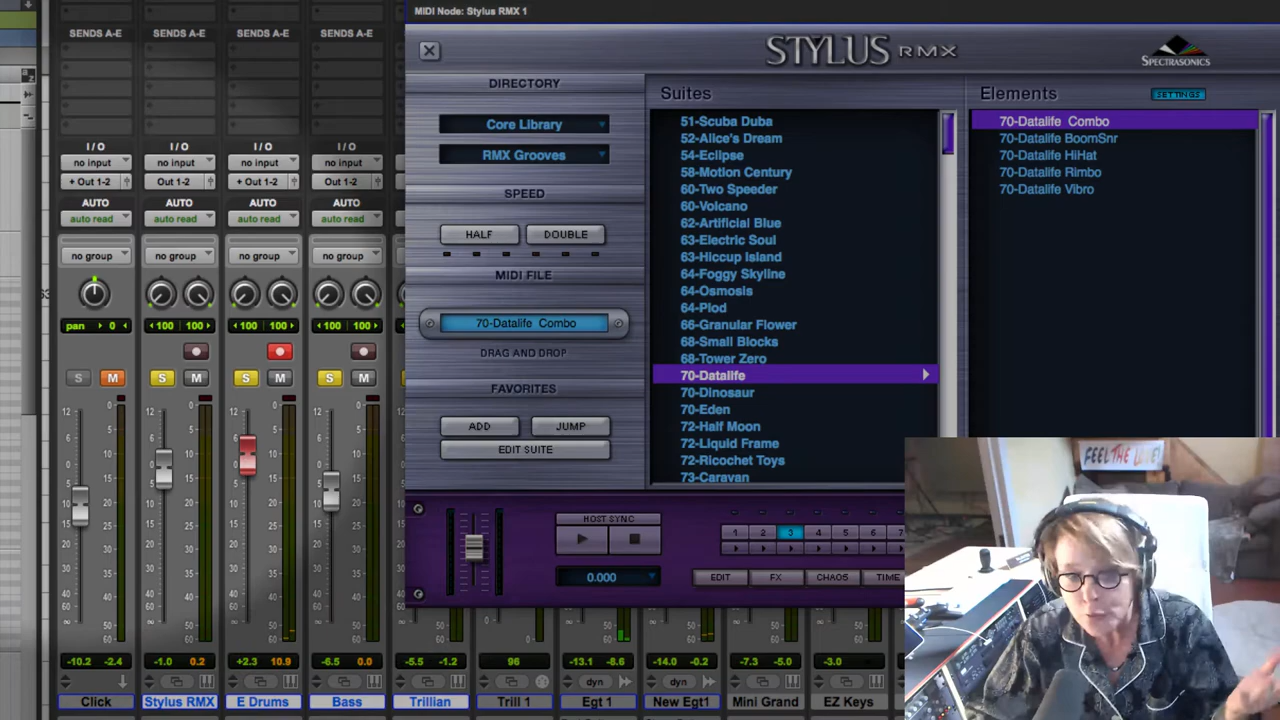 MIDI Node: Stylus RMX 1
SENDS A-E SENDS A-E SENDS A-E SENDS A-E
STYLUS RMX
SPECTRASONICS
DIRECTORY
Core Library
RMX Grooves
SPEED
HALF DOUBLE
MIDI FILE
70-Datalife Combo
DRAG AND DROP
FAVORITES
ADD JUMP
EDIT SUITE
Suites
51-Scuba Duba
52-Alice's Dream
54-Eclipse
58-Motion Century
60-Two Speeder
60-Volcano
62-Artificial Blue
63-Electric Soul
63-Hiccup Island
64-Foggy Skyline
64-Osmosis
64-Plod
66-Granular Flower
68-Small Blocks
68-Tower Zero
70-Datalife
70-Dinosaur
70-Eden
72-Half Moon
72-Liquid Frame
72-Ricochet Toys
73-Caravan
Elements SETTINGS
70-Datalife Combo
70-Datalife BoomSnr
70-Datalife HiHat
70-Datalife Rimbo
70-Datalife Vibro
I/O I/O I/O I/O
no input no input no input no input
+ Out 1-2 Out 1-2 + Out 1-2 Out 1-2
AUTO AUTO AUTO AUTO
auto read auto read auto read auto read
no group no group no group no group
pan 0 100 100 100 100 100 100
S M S M S M S M
HOST SYNC
0.000
1 2 3 4 5 6 7
EDIT FX CHAOS TIME
FEEL THE LOVE!
-10.2 -2.4 -1.0 0.2 +2.3 10.9 -6.5 0.0 -5.5 -1.2 96 -13.1 -8.6 -14.0 -0.2 -7.3 -5.0 -3.0
dyn dyn
Click Stylus RMX E Drums Bass Trillian Trill 1 Egt 1 New Egt1 Mini Grand EZ Keys